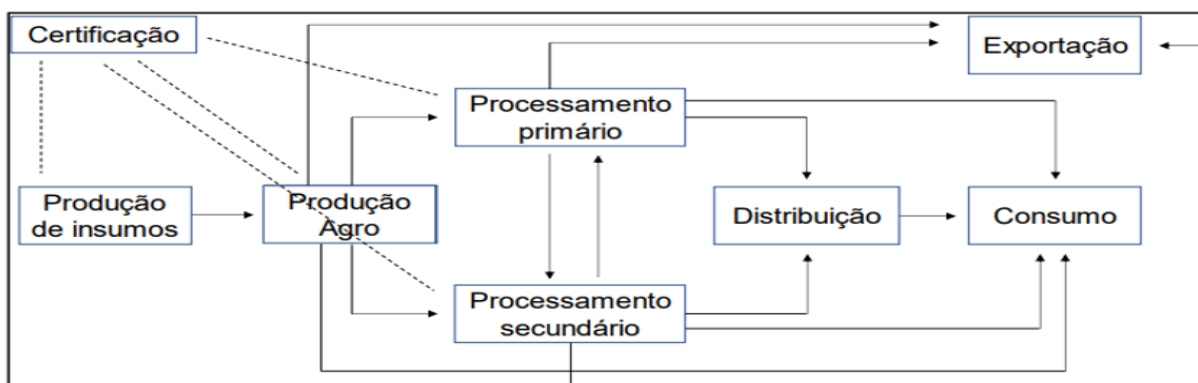 Certificação
Exportação
Processamento
primário
Produção
de insumos
Produção
Agro
Distribuição
Consumo
Processamento
secundário